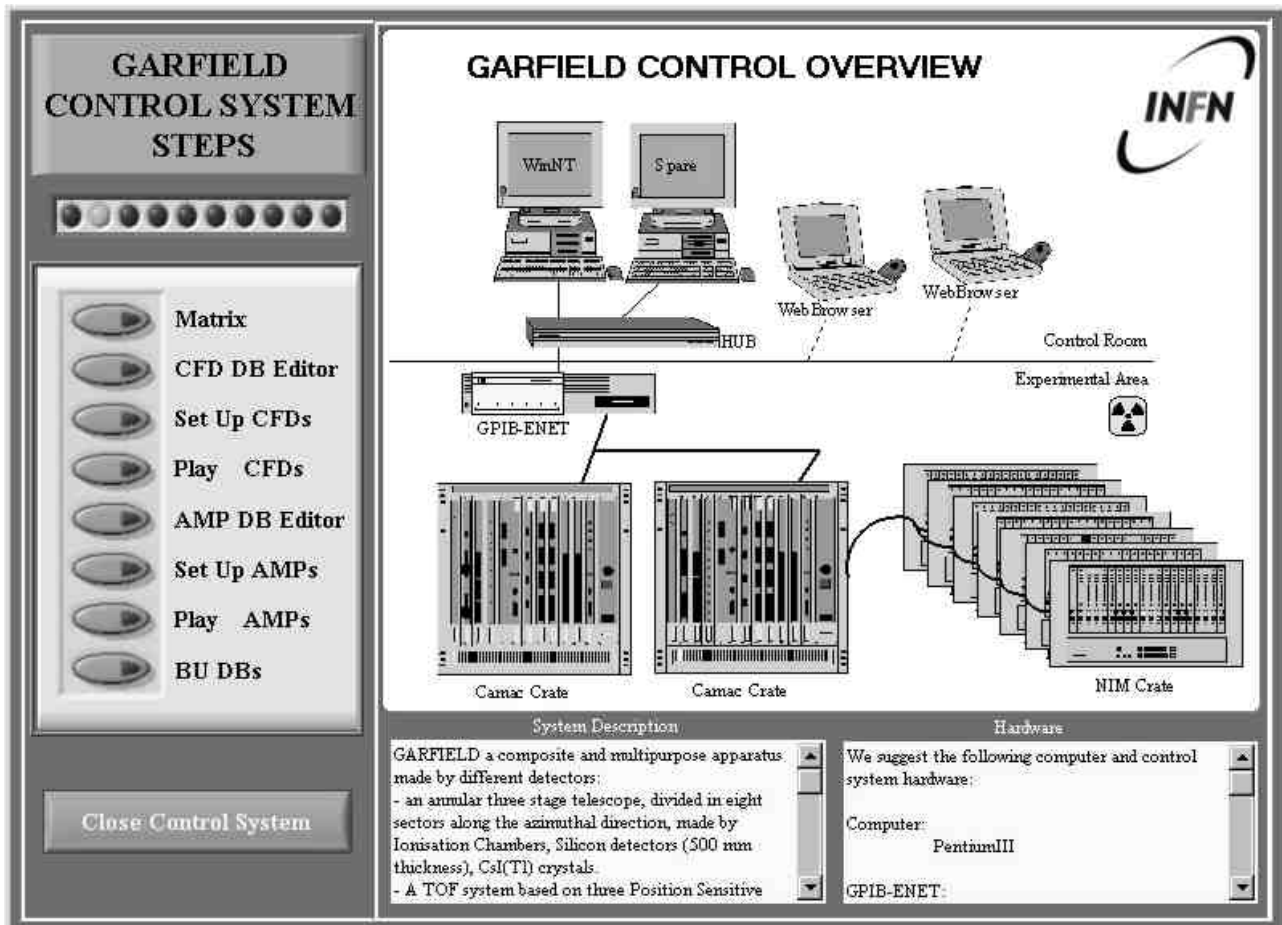 GARFIELD
CONTROL SYSTEM
STEPS
Matrix
CFD DB Editor
Set Up CFDs
Play CFDs
AMP DB Editor
Set Up AMPs
Play AMPs
BU DBs
Close Control System
GARFIELD CONTROL OVERVIEW
INFN
WinNT
Spare
WebBrowser
WebBrowser
HUB
Control Room
Experimental Area
GPIB-ENET
Camac Crate
Camac Crate
NIM Crate
System Description
GARFIELD a composite and multipurpose apparatus
made by different detectors:
- an annular three stage telescope, divided in eight
sectors along the azimuthal direction, made by
Ionisation Chambers, Silicon detectors (500 mm
thickness), CsI(Tl) crystals.
- A TOF system based on three Position Sensitive
Hardware
We suggest the following computer and control
system hardware:
Computer:
PentiumIII
GPIB-ENET: